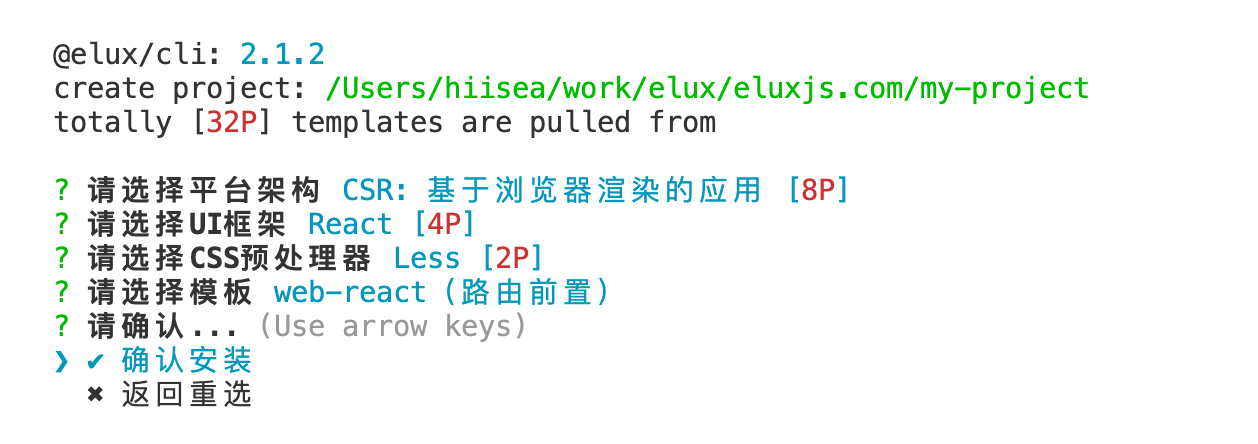 @elux/cli: 2.1.2
create project: /Users/hiisea/work/elux/eluxjs.com/my-project
totally [32P] templates are pulled from
? 请选择平台架构 CSR: 基于浏览器渲染的应用 [8P]
? 请选择UI框架 React [4P]
? 请选择CSS预处理器 Less [2P]
? 请选择模板 web-react（路由前置）
? 请确认... (Use arrow keys)
❯ ✔ 确认安装
✖ 返回重选